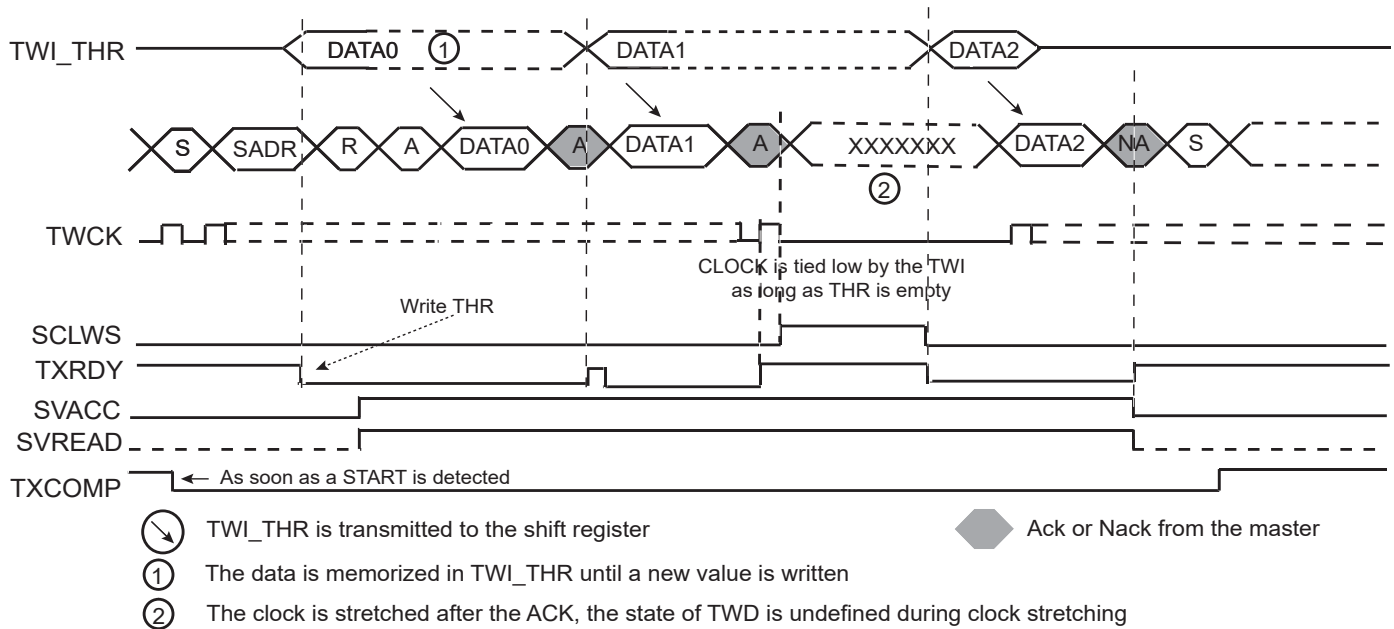 TWI_THR DATA0 1 DATA1 DATA2
S SADR R A DATA0 A DATA1 A XXXXXXX DATA2 NA S
2
TWCK
CLOCK is tied low by the TWI
as long as THR is empty
Write THR
SCLWS
TXRDY
SVACC
SVREAD
TXCOMP As soon as a START is detected
TWI_THR is transmitted to the shift register Ack or Nack from the master
1 The data is memorized in TWI_THR until a new value is written
2 The clock is stretched after the ACK, the state of TWD is undefined during clock stretching